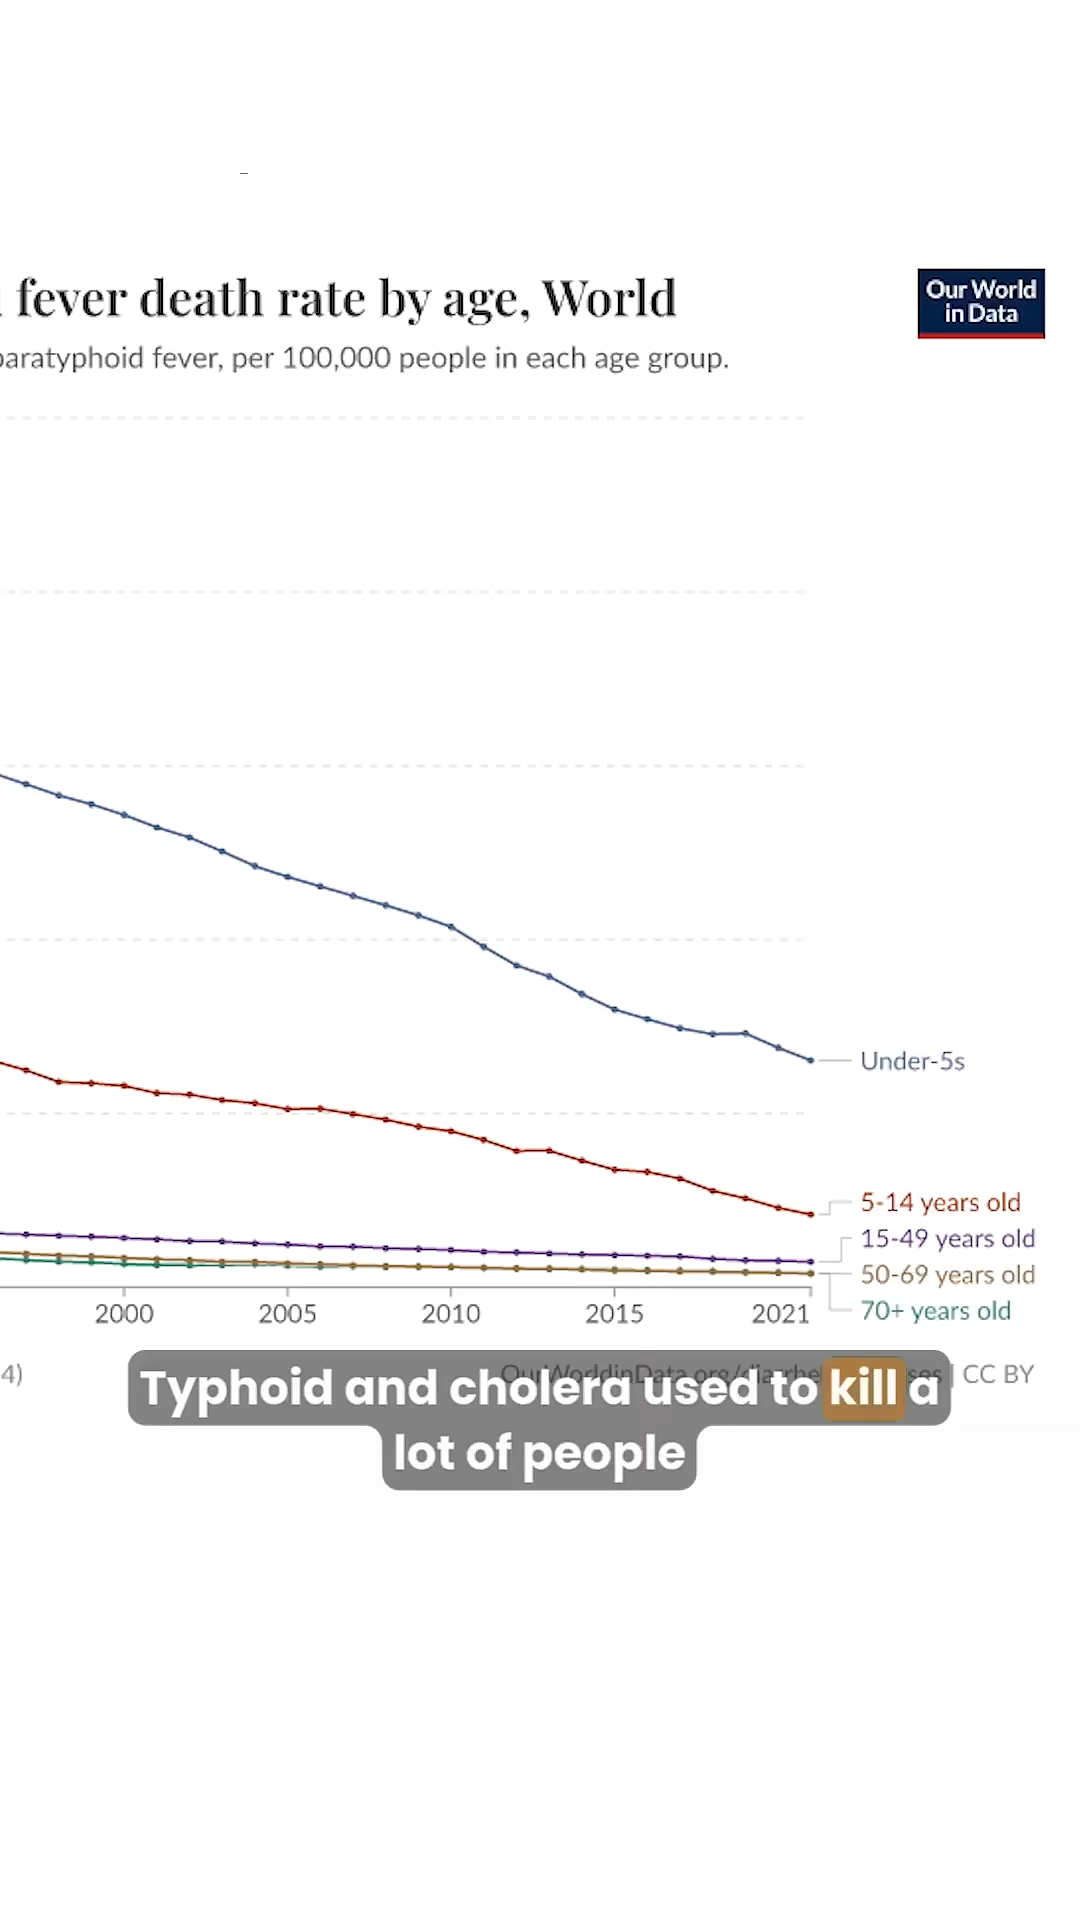 fever death rate by age, World
Our World
in Data
paratyphoid fever, per 100,000 people in each age group.
Under-5s
5-14 years old
15-49 years old
50-69 years old
70+ years old
2000 2005 2010 2015 2021
4) | CC BY
Typhoid and cholera used to kill a
lot of people